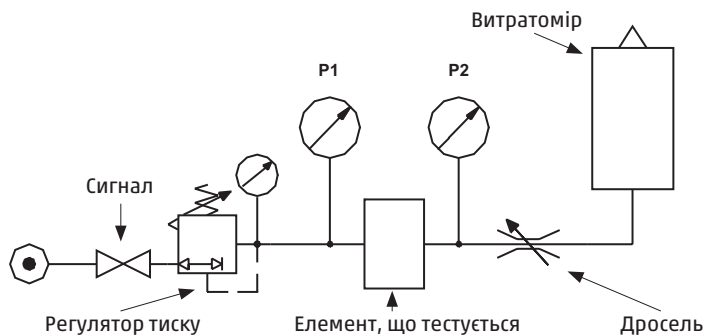 Витратомір
P1
P2
Сигнал
Регулятор тиску
Елемент, що тестується
Дросель